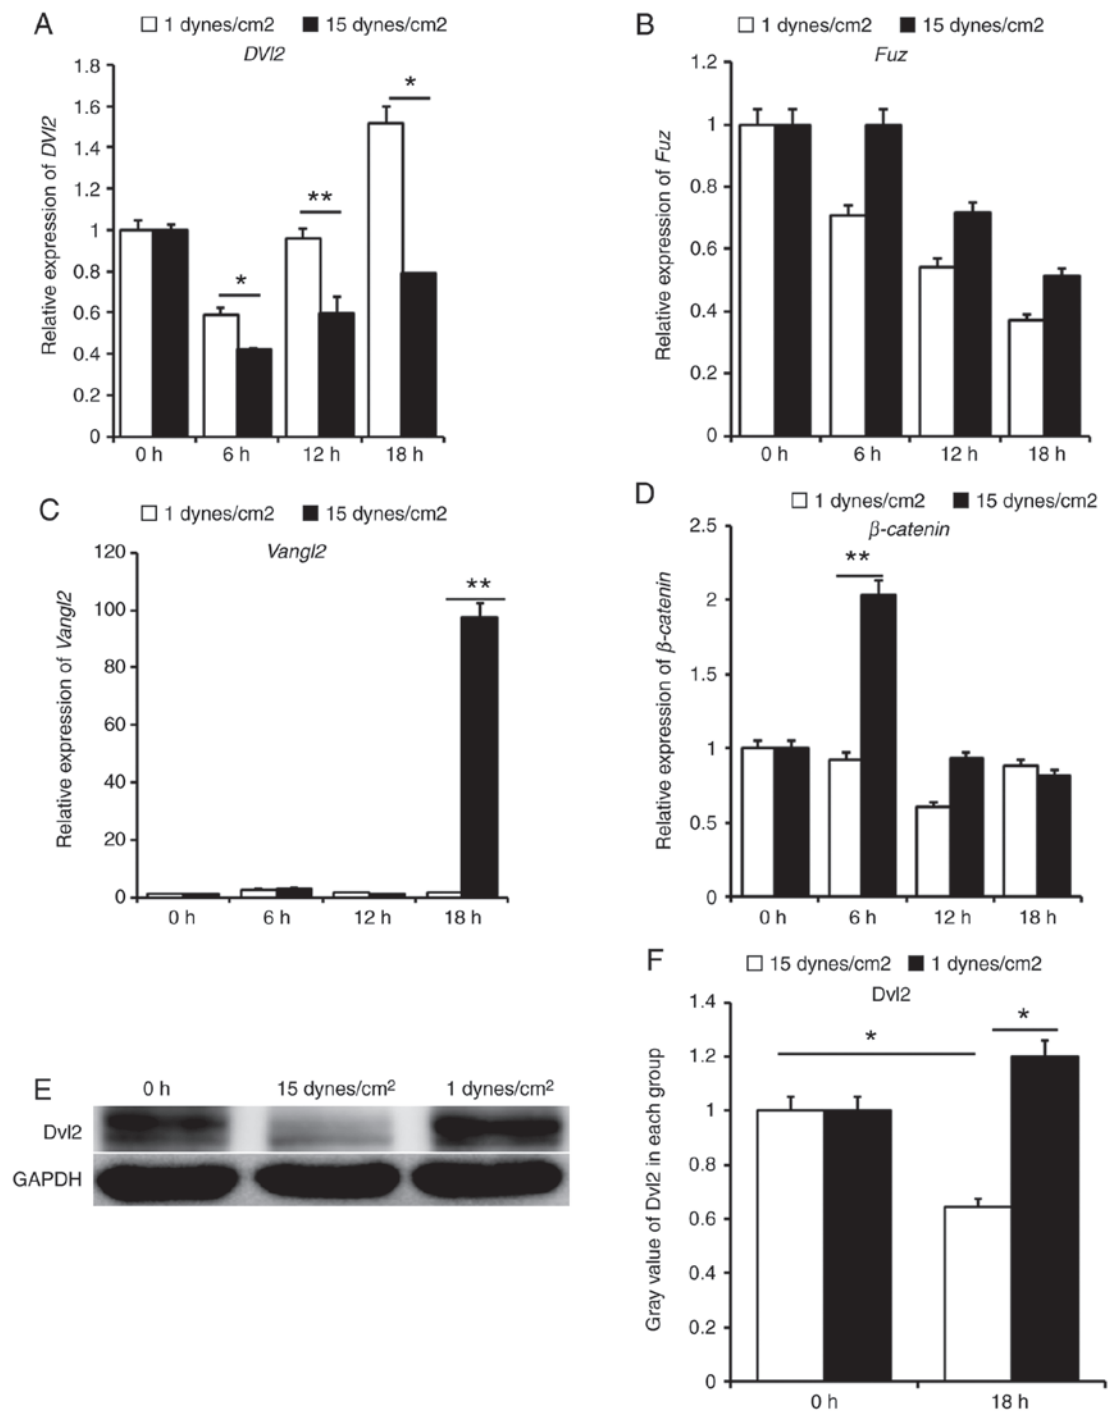 A
1 dynes/cm2 15 dynes/cm2
DVl2
Relative expression of DVl2
1.8
1.6
1.4
1.2
1
0.8
0.6
0.4
0.2
0
*
**
*
0 h 6 h 12 h 18 h
B
1 dynes/cm2 15 dynes/cm2
Fuz
Relative expression of Fuz
1.2
1
0.8
0.6
0.4
0.2
0
0 h 6 h 12 h 18 h
C
1 dynes/cm2 15 dynes/cm2
Vangl2
Relative expression of Vangl2
120
100
80
60
40
20
0
**
0 h 6 h 12 h 18 h
D
1 dynes/cm2 15 dynes/cm2
β-catenin
Relative expression of β-catenin
2.5
2
1.5
1
0.5
0
**
0 h 6 h 12 h 18 h
E
0 h 15 dynes/cm² 1 dynes/cm²
Dvl2
GAPDH
F
15 dynes/cm2 1 dynes/cm2
Dvl2
Gray value of Dvl2 in each group
1.4
1.2
1
0.8
0.6
0.4
0.2
0
*
*
0 h 18 h